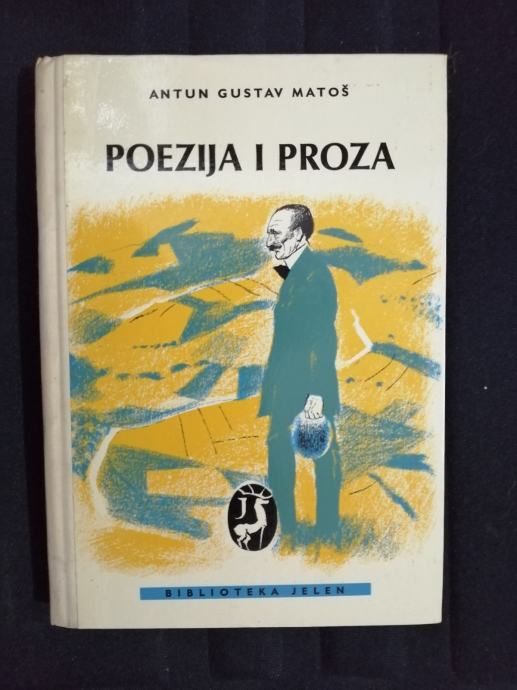 ANTUN GUSTAV MATOŠ
POEZIJA I PROZA
J
BIBLIOTEKA JELEN